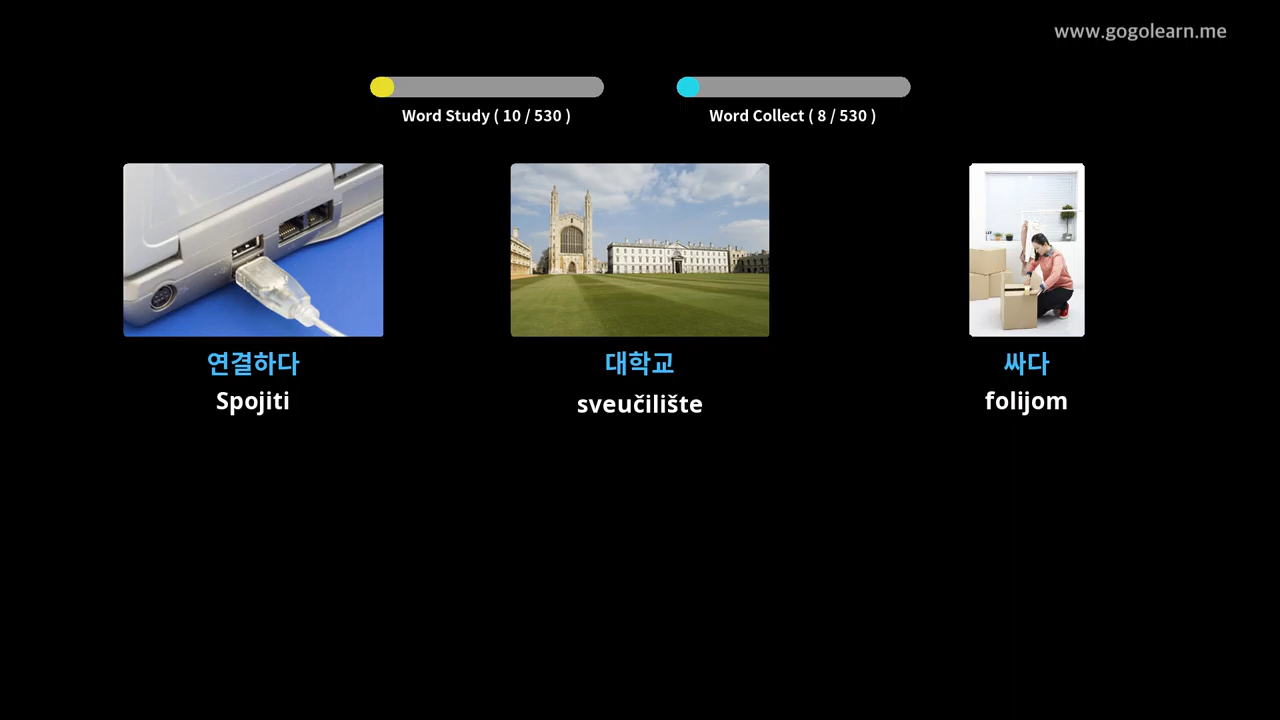 www.gogolearn.me
Word Study ( 10 / 530 )
Word Collect ( 8 / 530 )
연결하다
대학교
싸다
Spojiti
sveučilište
folijom